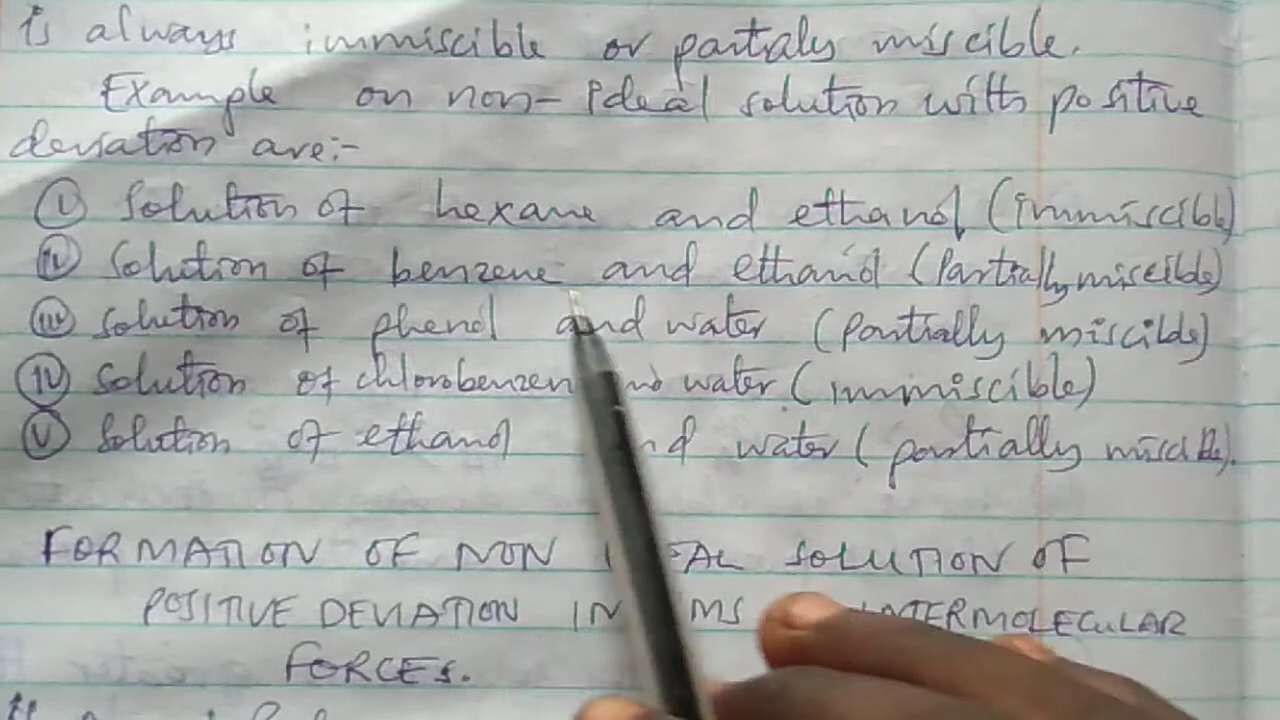 is always immiscible or partialy miscible.
Example on non-ideal solution with positive
deviation are:-
(i) Solution of hexane and ethanol (immiscible)
(ii) Solution of benzene and ethanol (Partially miscible)
(iii) solution of phenol and water (partially miscible)
(iv) Solution of chlorobenzen water (immiscible)
(v) Solution of ethanol water (partially miscible).
FORMATION OF NON SOLUTION OF
POSITIVE DEVIATION IN INTERMOLECULAR
FORCES.